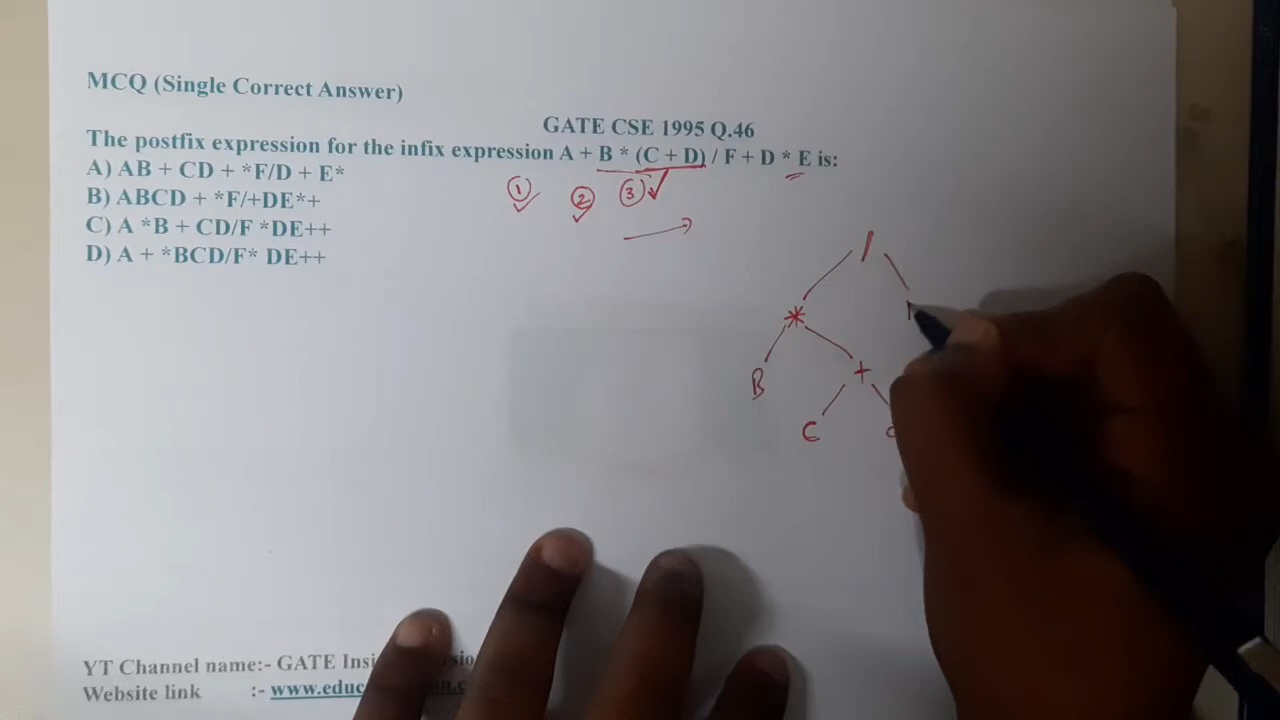 MCQ (Single Correct Answer)
GATE CSE 1995 Q.46
The postfix expression for the infix expression A + B * (C + D) / F + D * E is:
A) AB + CD + *F/D + E*
B) ABCD + *F/+DE*+
C) A *B + CD/F *DE++
D) A + *BCD/F* DE++
1 2 3
/
*
B +
C
YT Channel name:- GATE
Website link :- www.educ